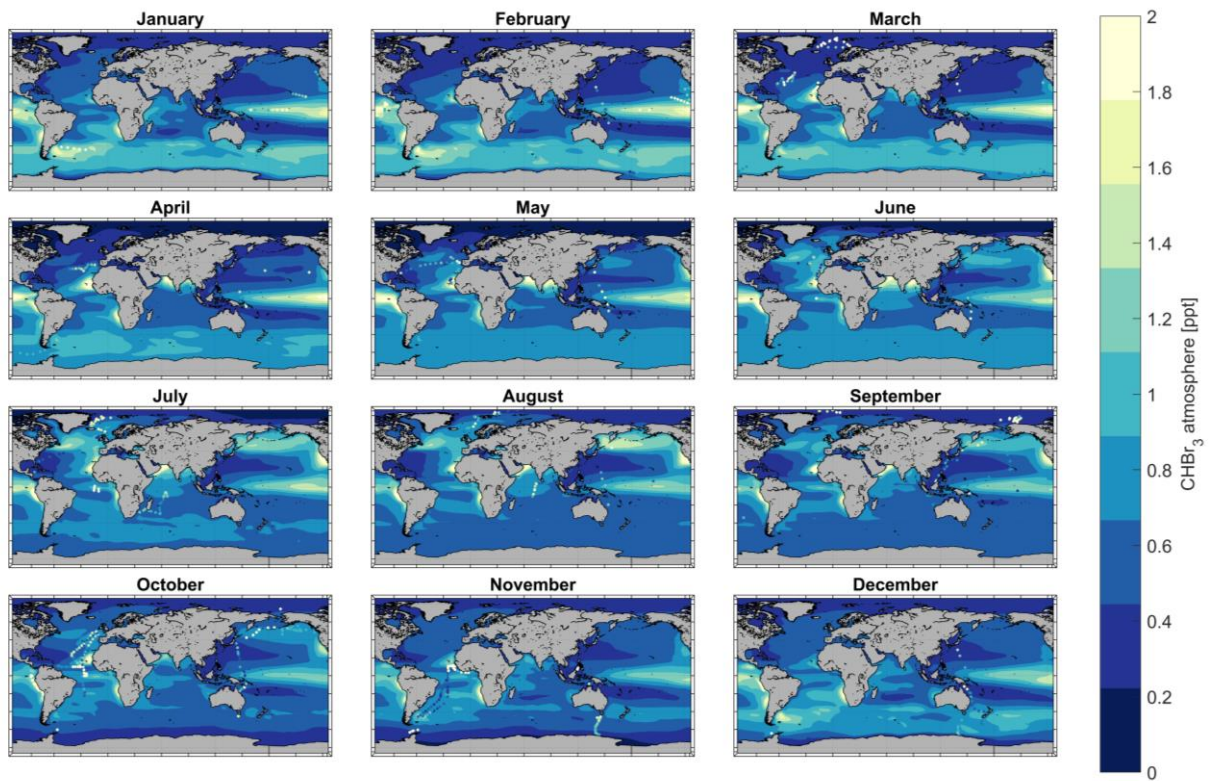 January
February
March
April
May
June
July
August
September
October
November
December
2
1.8
1.6
1.4
1.2
1
0.8
0.6
0.4
0.2
0
CHBr3 atmosphere [ppt]